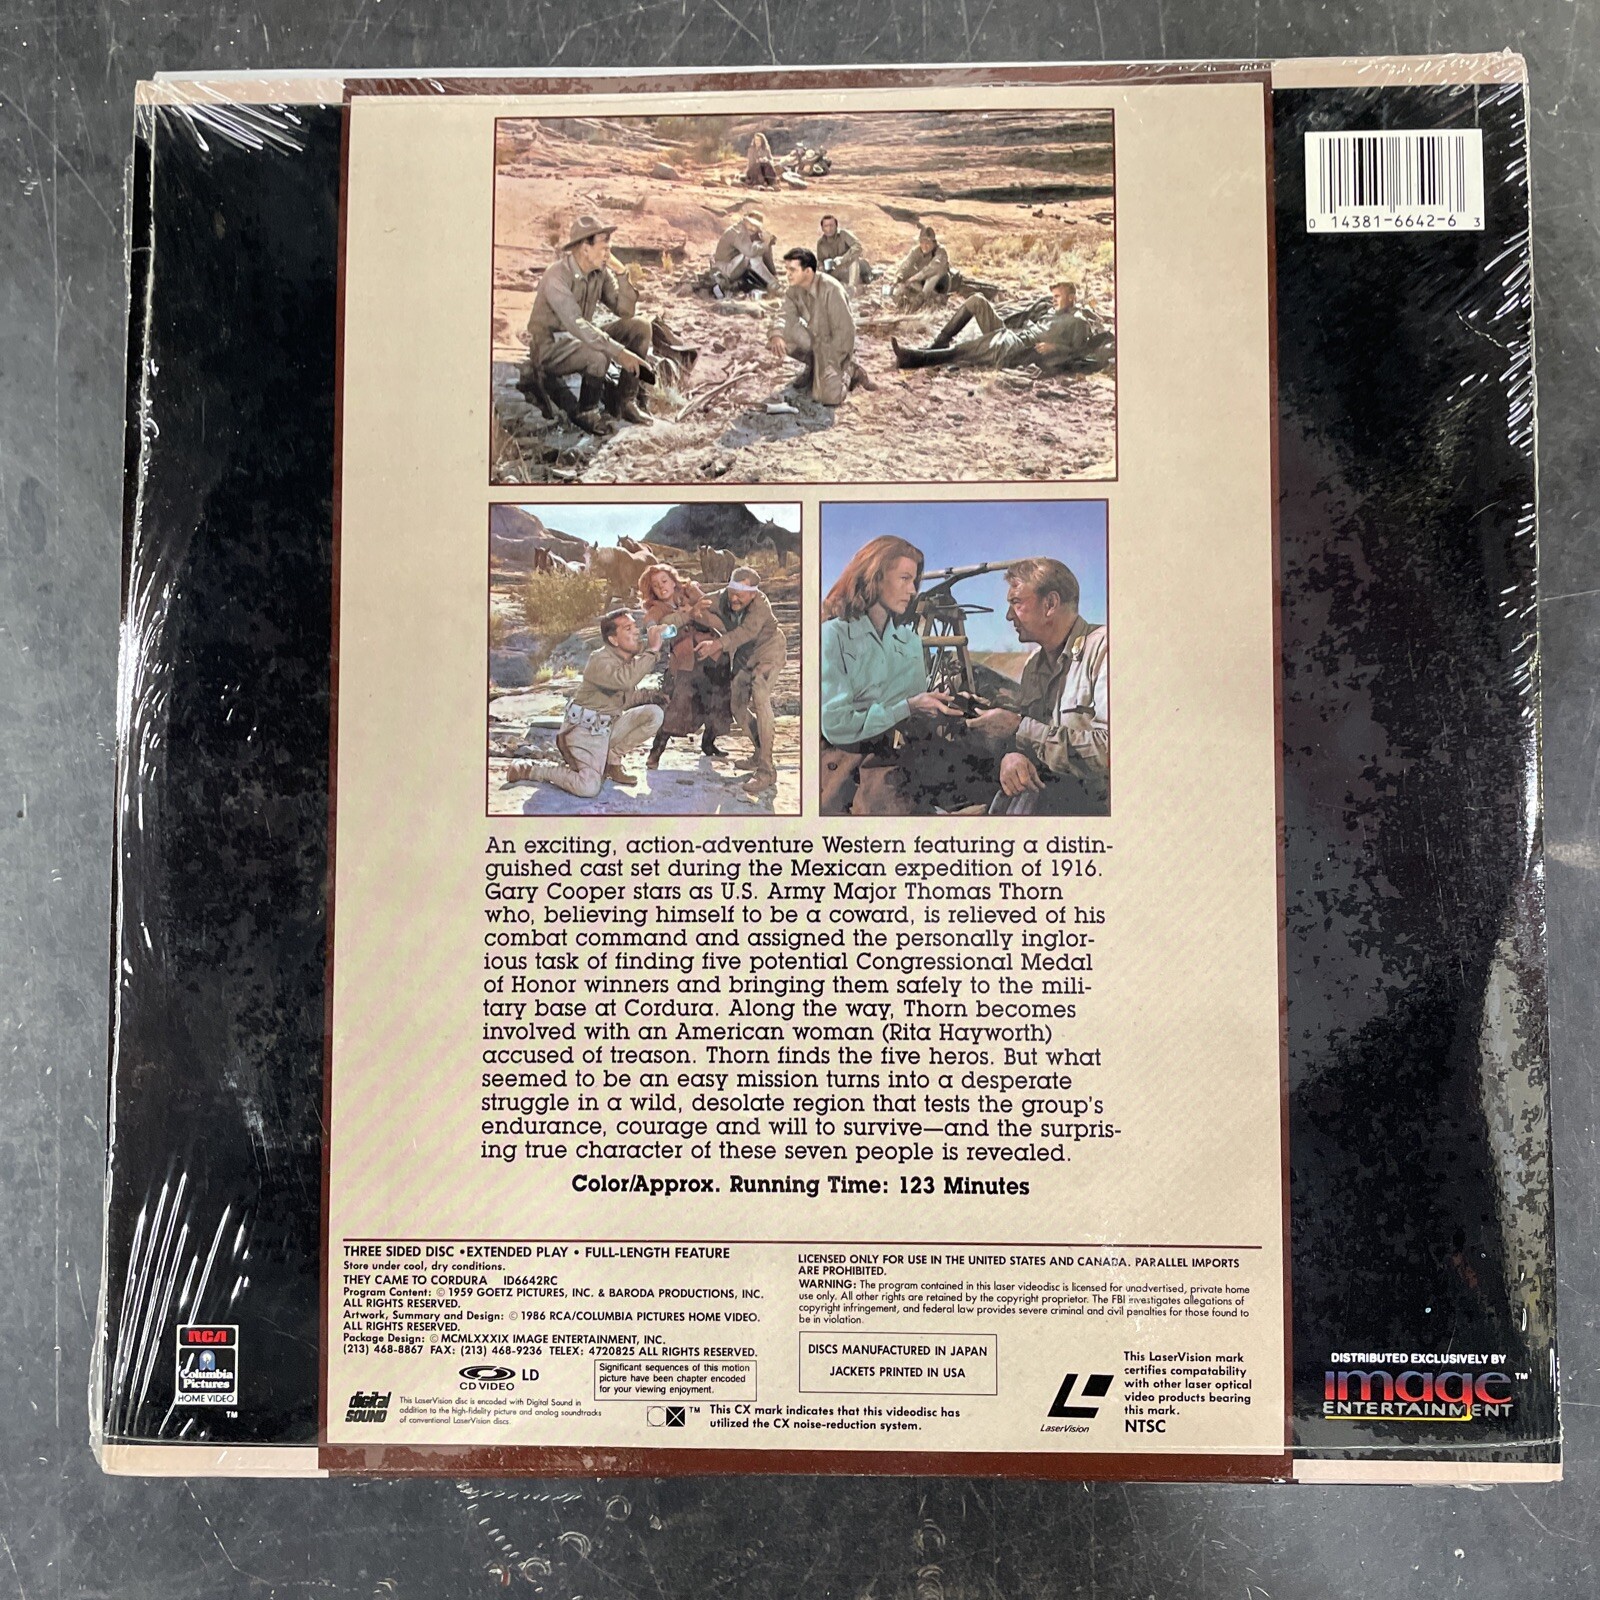 0 14381-6642-6 3
An exciting, action-adventure Western featuring a distin-
guished cast set during the Mexican expedition of 1916.
Gary Cooper stars as U.S. Army Major Thomas Thorn
who, believing himself to be a coward, is relieved of his
combat command and assigned the personally inglor-
ious task of finding five potential Congressional Medal
of Honor winners and bringing them safely to the mili-
tary base at Cordura. Along the way, Thorn becomes
involved with an American woman (Rita Hayworth)
accused of treason. Thorn finds the five heros. But what
seemed to be an easy mission turns into a desperate
struggle in a wild, desolate region that tests the group's
endurance, courage and will to survive—and the surpris-
ing true character of these seven people is revealed.
Color/Approx. Running Time: 123 Minutes
THREE SIDED DISC • EXTENDED PLAY • FULL-LENGTH FEATURE
Store under cool, dry conditions.
THEY CAME TO CORDURA ID6642RC
Program Content: © 1959 GOETZ PICTURES, INC. & BARODA PRODUCTIONS, INC.
ALL RIGHTS RESERVED.
Artwork, Summary and Design: © 1986 RCA/COLUMBIA PICTURES HOME VIDEO.
ALL RIGHTS RESERVED.
Package Design: © MCMLXXXIX IMAGE ENTERTAINMENT, INC.
(213) 468-8867 FAX: (213) 468-9236 TELEX: 4720825 ALL RIGHTS RESERVED.
CD VIDEO LD
Significant sequences of this motion
picture have been chapter encoded
for your viewing enjoyment.
digital
SOUND
This LaserVision disc is encoded with Digital Sound in
addition to the high-fidelity picture and analog soundtracks
of conventional LaserVision discs.
CX ™ This CX mark indicates that this videodisc has
utilized the CX noise-reduction system.
LICENSED ONLY FOR USE IN THE UNITED STATES AND CANADA. PARALLEL IMPORTS
ARE PROHIBITED.
WARNING: The program contained in this laser videodisc is licensed for unadvertised, private home
use only. All other rights are retained by the copyright proprietor. The FBI investigates allegations of
copyright infringement, and federal law provides severe criminal and civil penalties for those found to
be in violation.
DISCS MANUFACTURED IN JAPAN
JACKETS PRINTED IN USA
LaserVision
This LaserVision mark
certifies compatability
with other laser optical
video products bearing
this mark.
NTSC
RCA
Columbia
Pictures
HOME VIDEO
™
DISTRIBUTED EXCLUSIVELY BY
image ™
ENTERTAINMENT